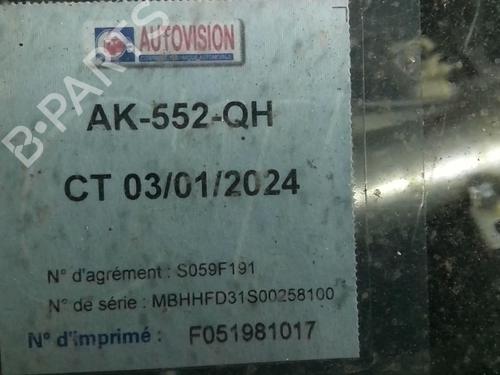 AUTOVISION
AK-552-QH
CT 03/01/2024
N° d'agrément : S059F191
N° de série : MBHHFD31S00258100
N° d'imprimé : F051981017
B-PARTS